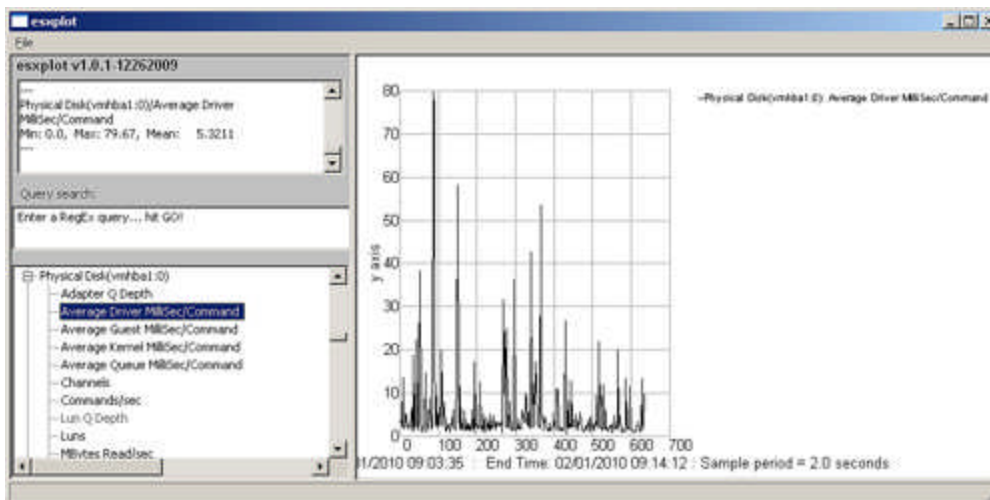 esxplot
File
esxplot v1.0.1-12262009
---
Physical Disk(vmhba1:0)/Average Driver
MilliSec/Command
Min: 0.0, Max: 79.67, Mean: 5.3211
---
Query search:
Enter a RegEx query... hit GO!
Physical Disk(vmhba1:0)
Adapter Q Depth
Average Driver MilliSec/Command
Average Guest MilliSec/Command
Average Kernel MilliSec/Command
Average Queue MilliSec/Command
Channels
Commands/sec
Lun Q Depth
Luns
MBytes Read/sec
80
70
60
50
40
30
20
10
0
y axis
0 100 200 300 400 500 600 700
Physical Disk(vmhba1:0): Average Driver MilliSec/Command
1/2010 09:03:35 : End Time: 02/01/2010 09:14:12 : Sample period = 2.0 seconds